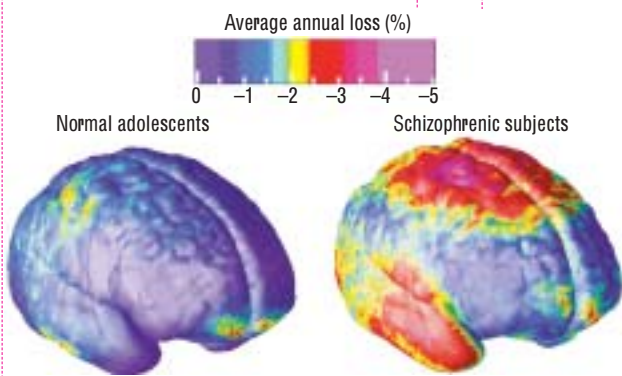 Average annual loss (%)
0 –1 –2 –3 –4 –5
Normal adolescents Schizophrenic subjects